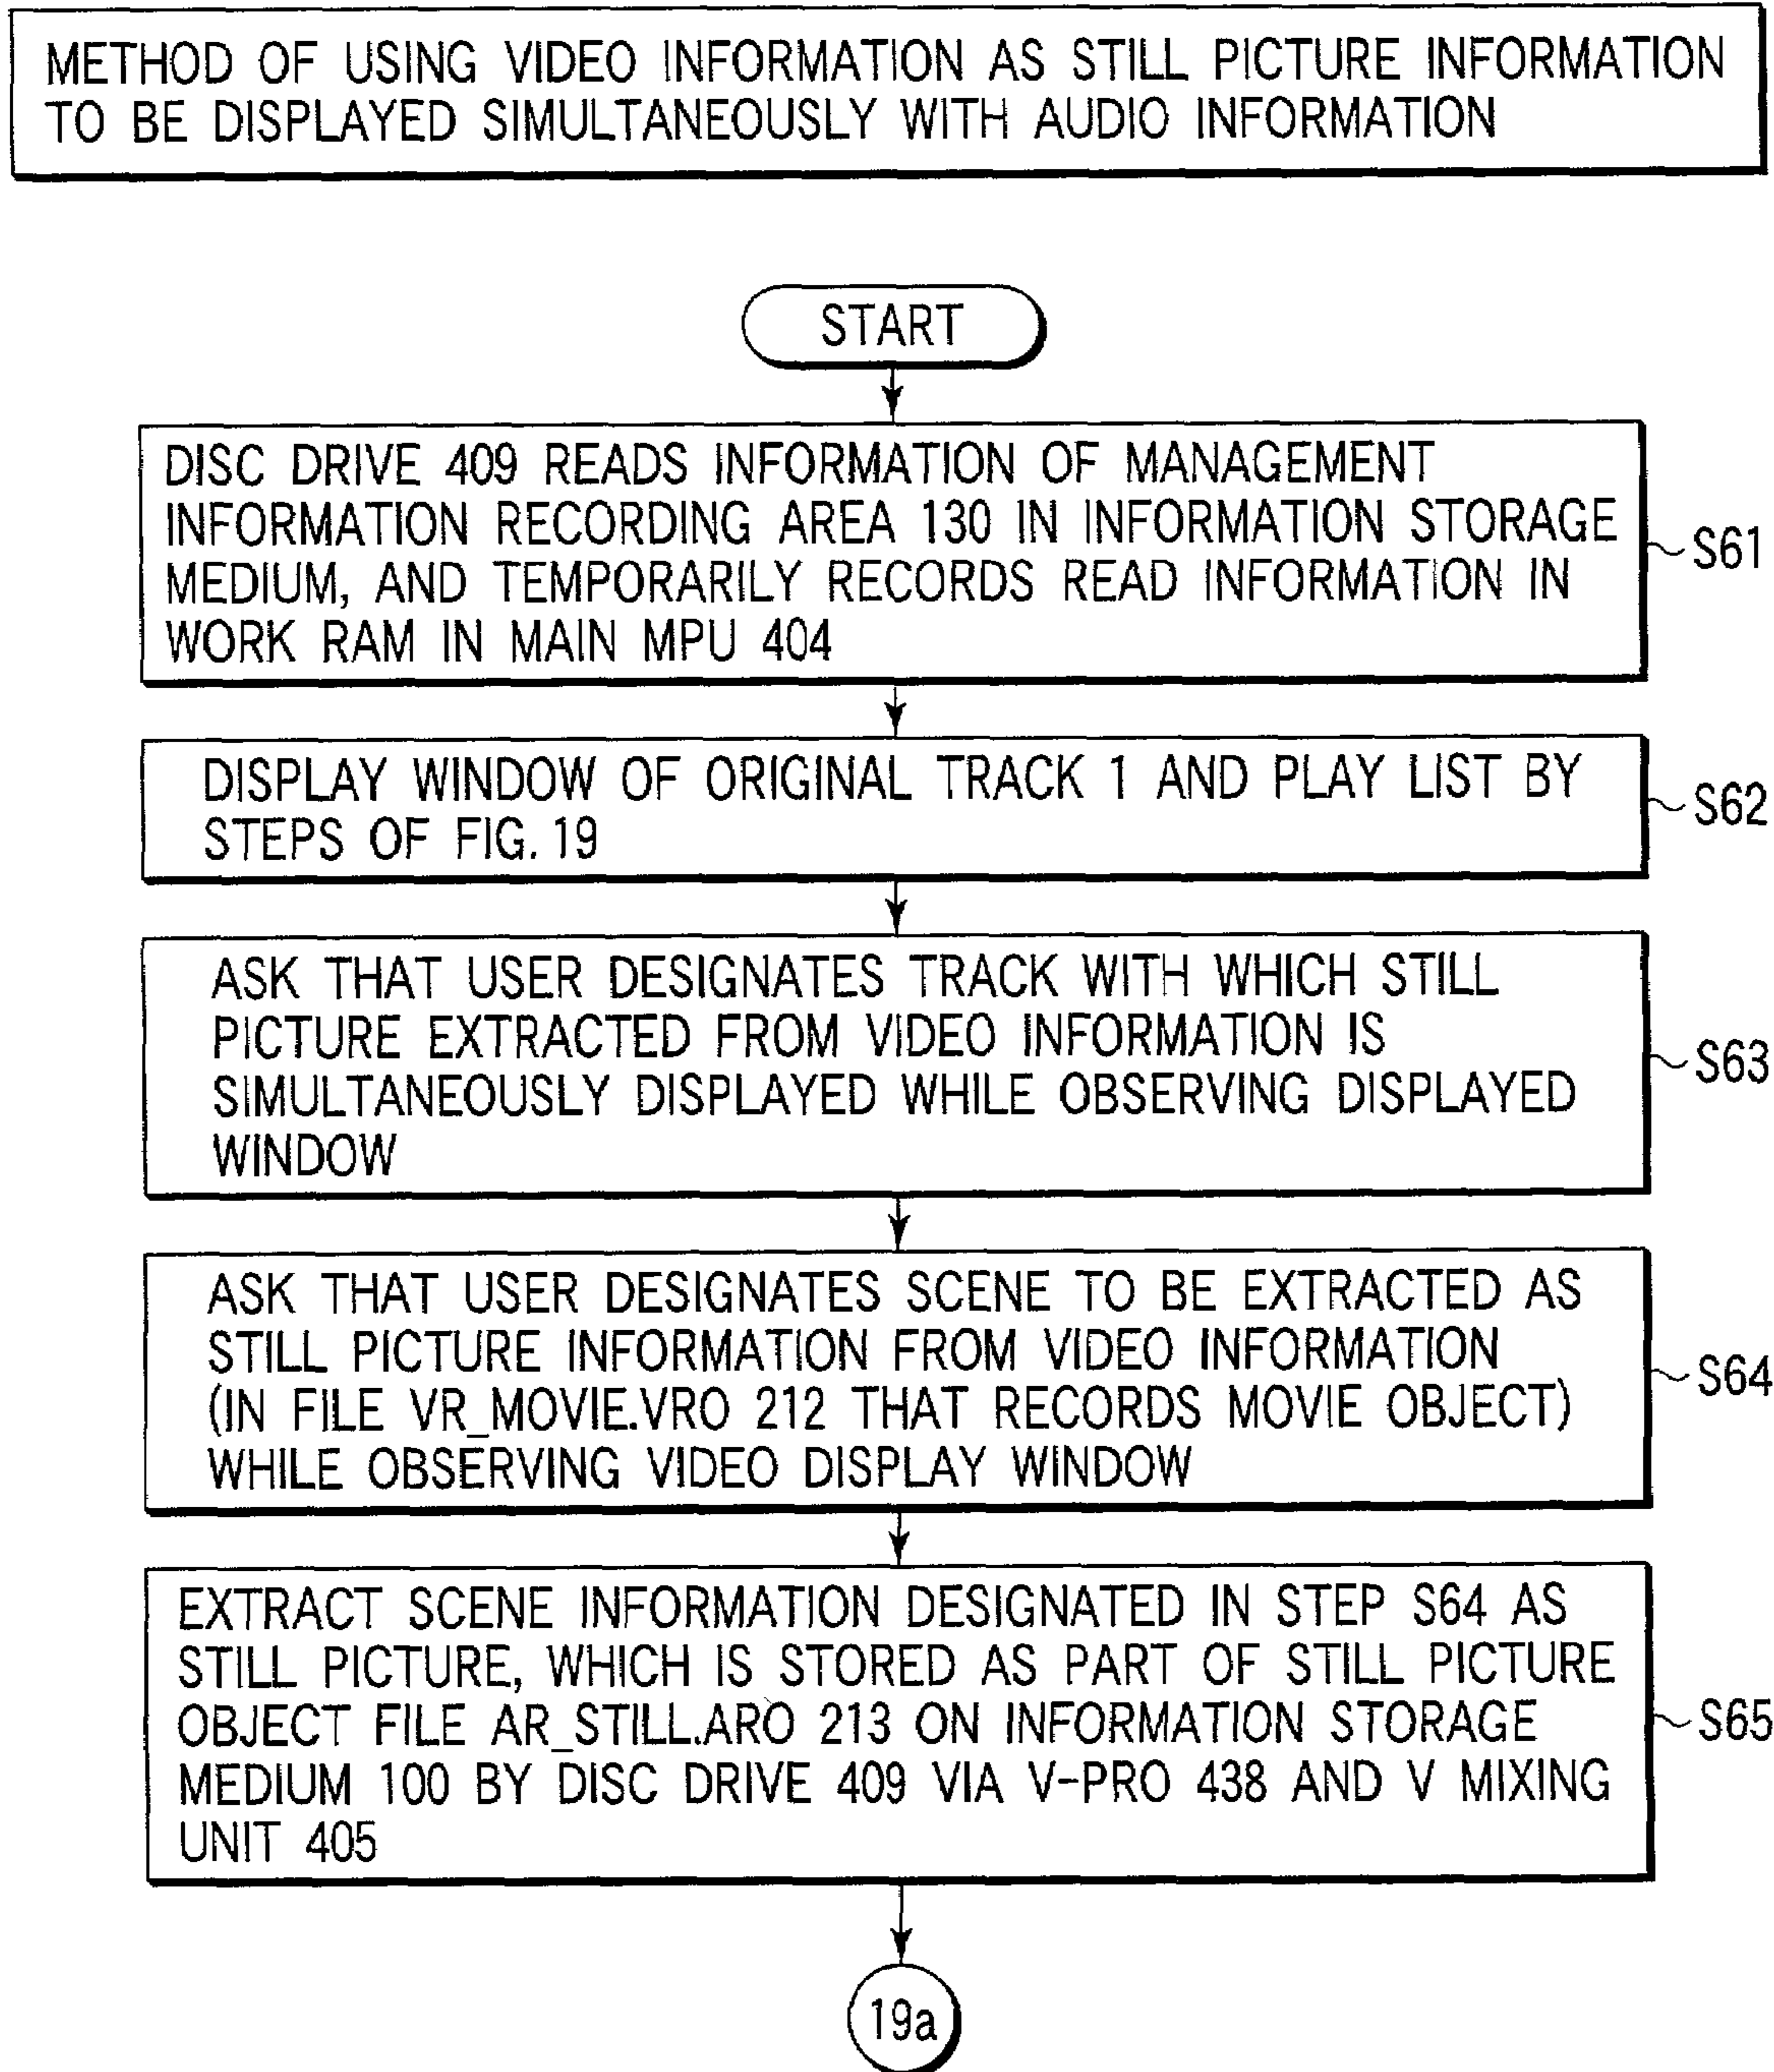 METHOD OF USING VIDEO INFORMATION AS STILL PICTURE INFORMATION
TO BE DISPLAYED SIMULTANEOUSLY WITH AUDIO INFORMATION
START
DISC DRIVE 409 READS INFORMATION OF MANAGEMENT
INFORMATION RECORDING AREA 130 IN INFORMATION STORAGE
MEDIUM, AND TEMPORARILY RECORDS READ INFORMATION IN
WORK RAM IN MAIN MPU 404
S61
DISPLAY WINDOW OF ORIGINAL TRACK 1 AND PLAY LIST BY
STEPS OF FIG. 19
S62
ASK THAT USER DESIGNATES TRACK WITH WHICH STILL
PICTURE EXTRACTED FROM VIDEO INFORMATION IS
SIMULTANEOUSLY DISPLAYED WHILE OBSERVING DISPLAYED
WINDOW
S63
ASK THAT USER DESIGNATES SCENE TO BE EXTRACTED AS
STILL PICTURE INFORMATION FROM VIDEO INFORMATION
(IN FILE VR_MOVIE.VRO 212 THAT RECORDS MOVIE OBJECT)
WHILE OBSERVING VIDEO DISPLAY WINDOW
S64
EXTRACT SCENE INFORMATION DESIGNATED IN STEP S64 AS
STILL PICTURE, WHICH IS STORED AS PART OF STILL PICTURE
OBJECT FILE AR_STILL.ARO 213 ON INFORMATION STORAGE
MEDIUM 100 BY DISC DRIVE 409 VIA V-PRO 438 AND V MIXING
UNIT 405
S65
19a